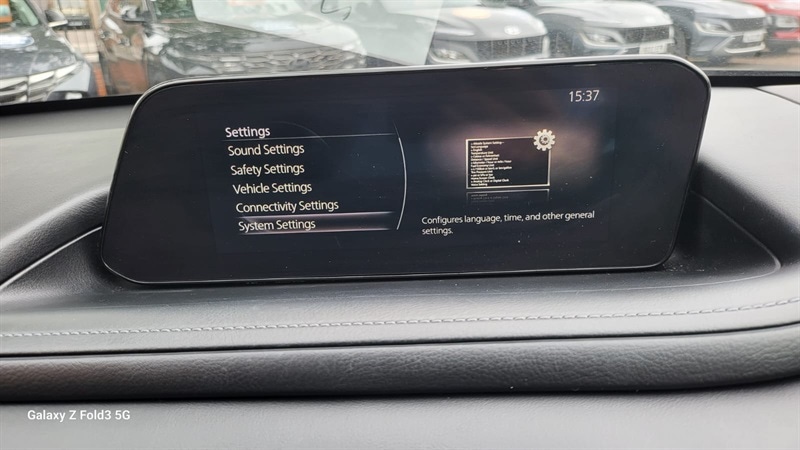 15:37
Settings
Sound Settings
Safety Settings
Vehicle Settings
Connectivity Settings
System Settings
Configures language, time, and other general
settings.
Galaxy Z Fold3 5G